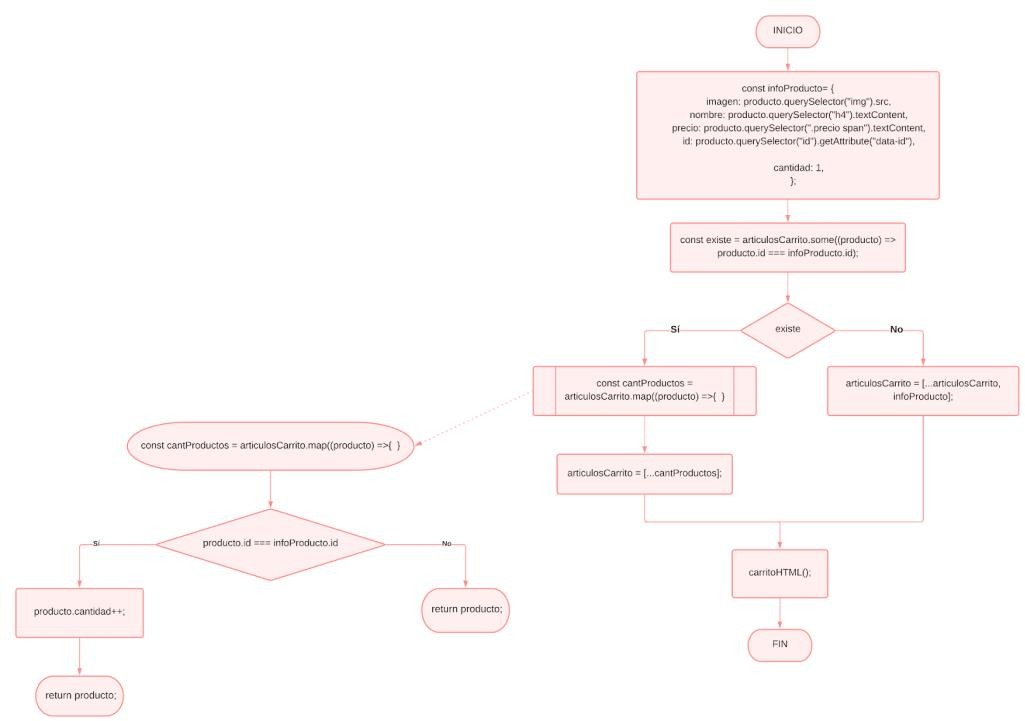 INICIO
const infoProducto= {
imagen: producto.querySelector("img").src,
nombre: producto.querySelector("h4").textContent,
precio: producto.querySelector(".precio span").textContent,
id: producto.querySelector("id").getAttribute("data-id"),
cantidad: 1,
};
const existe = articulosCarrito.some((producto) =>
producto.id === infoProducto.id);
existe
Sí
No
const cantProductos =
articulosCarrito.map((producto) =>{  }
articulosCarrito = [...articulosCarrito,
infoProducto];
const cantProductos = articulosCarrito.map((producto) =>{  }
articulosCarrito = [...cantProductos];
producto.id === infoProducto.id
Sí
No
carritoHTML();
producto.cantidad++;
return producto;
FIN
return producto;